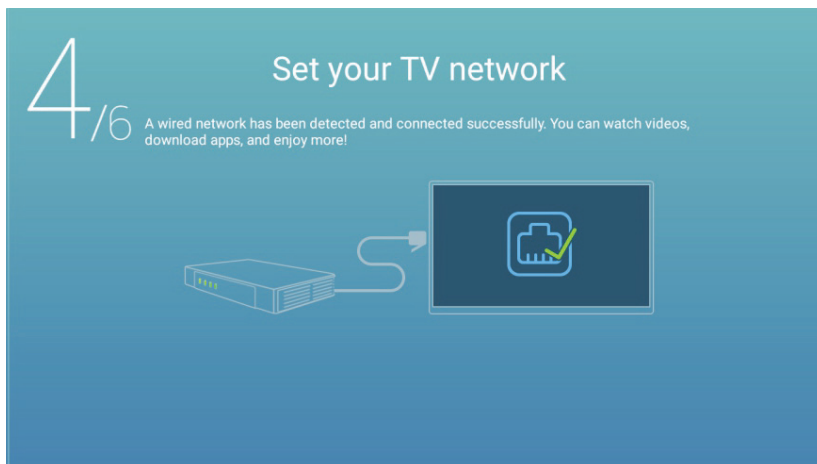 4/6
Set your TV network
A wired network has been detected and connected successfully. You can watch videos,
download apps, and enjoy more!